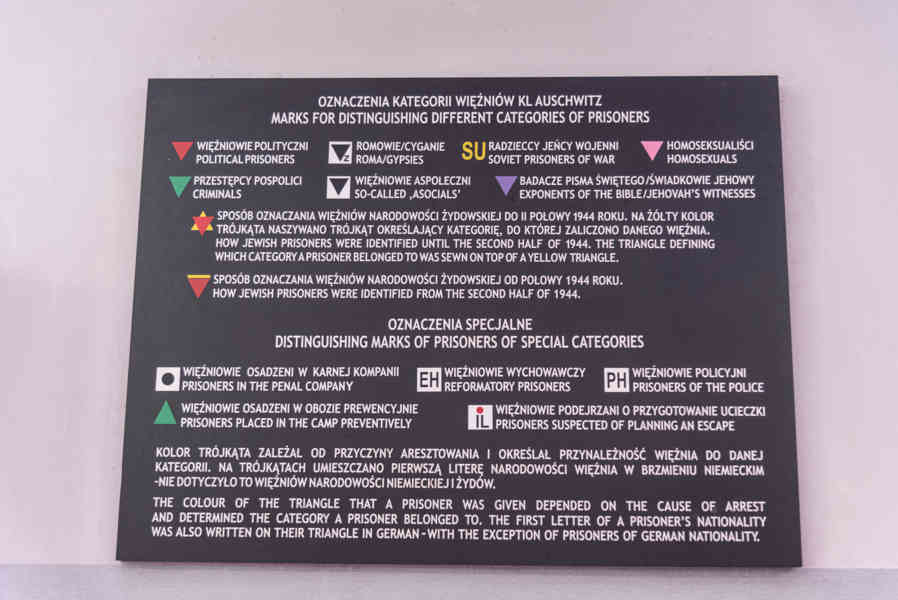 OZNACZENIA KATEGORII WIĘŹNIÓW KL AUSCHWITZ
MARKS FOR DISTINGUISHING DIFFERENT CATEGORIES OF PRISONERS
WIĘŹNIOWIE POLITYCZNI
POLITICAL PRISONERS
Z
ROMOWIE/CYGANIE
ROMA/GYPSIES
SU
RADZIECCY JEŃCY WOJENNI
SOVIET PRISONERS OF WAR
HOMOSEKSUALIŚCI
HOMOSEXUALS
PRZESTĘPCY POSPOLICI
CRIMINALS
WIĘŹNIOWIE ASPOŁECZNI
SO-CALLED ‚ASOCIALS'
BADACZE PISMA ŚWIĘTEGO/ŚWIADKOWIE JEHOWY
EXPONENTS OF THE BIBLE/JEHOVAH'S WITNESSES
SPOSÓB OZNACZANIA WIĘŹNIÓW NARODOWOŚCI ŻYDOWSKIEJ DO II POŁOWY 1944 ROKU. NA ŻÓŁTY KOLOR
TRÓJKĄTA NASZYWANO TRÓJKĄT OKREŚLAJĄCY KATEGORIĘ, DO KTÓREJ ZALICZONO DANEGO WIĘŹNIA.
HOW JEWISH PRISONERS WERE IDENTIFIED UNTIL THE SECOND HALF OF 1944. THE TRIANGLE DEFINING
WHICH CATEGORY A PRISONER BELONGED TO WAS SEWN ON TOP OF A YELLOW TRIANGLE.
SPOSÓB OZNACZANIA WIĘŹNIÓW NARODOWOŚCI ŻYDOWSKIEJ OD POŁOWY 1944 ROKU.
HOW JEWISH PRISONERS WERE IDENTIFIED FROM THE SECOND HALF OF 1944.
OZNACZENIA SPECJALNE
DISTINGUISHING MARKS OF PRISONERS OF SPECIAL CATEGORIES
WIĘŹNIOWIE OSADZENI W KARNEJ KOMPANII
PRISONERS IN THE PENAL COMPANY
EH
WIĘŹNIOWIE WYCHOWAWCZY
REFORMATORY PRISONERS
PH
WIĘŹNIOWIE POLICYJNI
PRISONERS OF THE POLICE
WIĘŹNIOWIE OSADZENI W OBOZIE PREWENCYJNIE
PRISONERS PLACED IN THE CAMP PREVENTIVELY
IL
WIĘŹNIOWIE PODEJRZANI O PRZYGOTOWANIE UCIECZKI
PRISONERS SUSPECTED OF PLANNING AN ESCAPE
KOLOR TRÓJKĄTA ZALEŻAŁ OD PRZYCZYNY ARESZTOWANIA I OKREŚLAŁ PRZYNALEŻNOŚĆ WIĘŹNIA DO DANEJ
KATEGORII. NA TRÓJKĄTACH UMIESZCZANO PIERWSZĄ LITERĘ NARODOWOŚCI WIĘŹNIA W BRZMIENIU NIEMIECKIM
-NIE DOTYCZYŁO TO WIĘŹNIÓW NARODOWOŚCI NIEMIECKIEJ I ŻYDÓW.
THE COLOUR OF THE TRIANGLE THAT A PRISONER WAS GIVEN DEPENDED ON THE CAUSE OF ARREST
AND DETERMINED THE CATEGORY A PRISONER BELONGED TO. THE FIRST LETTER OF A PRISONER'S NATIONALITY
WAS ALSO WRITTEN ON THEIR TRIANGLE IN GERMAN -WITH THE EXCEPTION OF PRISONERS OF GERMAN NATIONALITY.